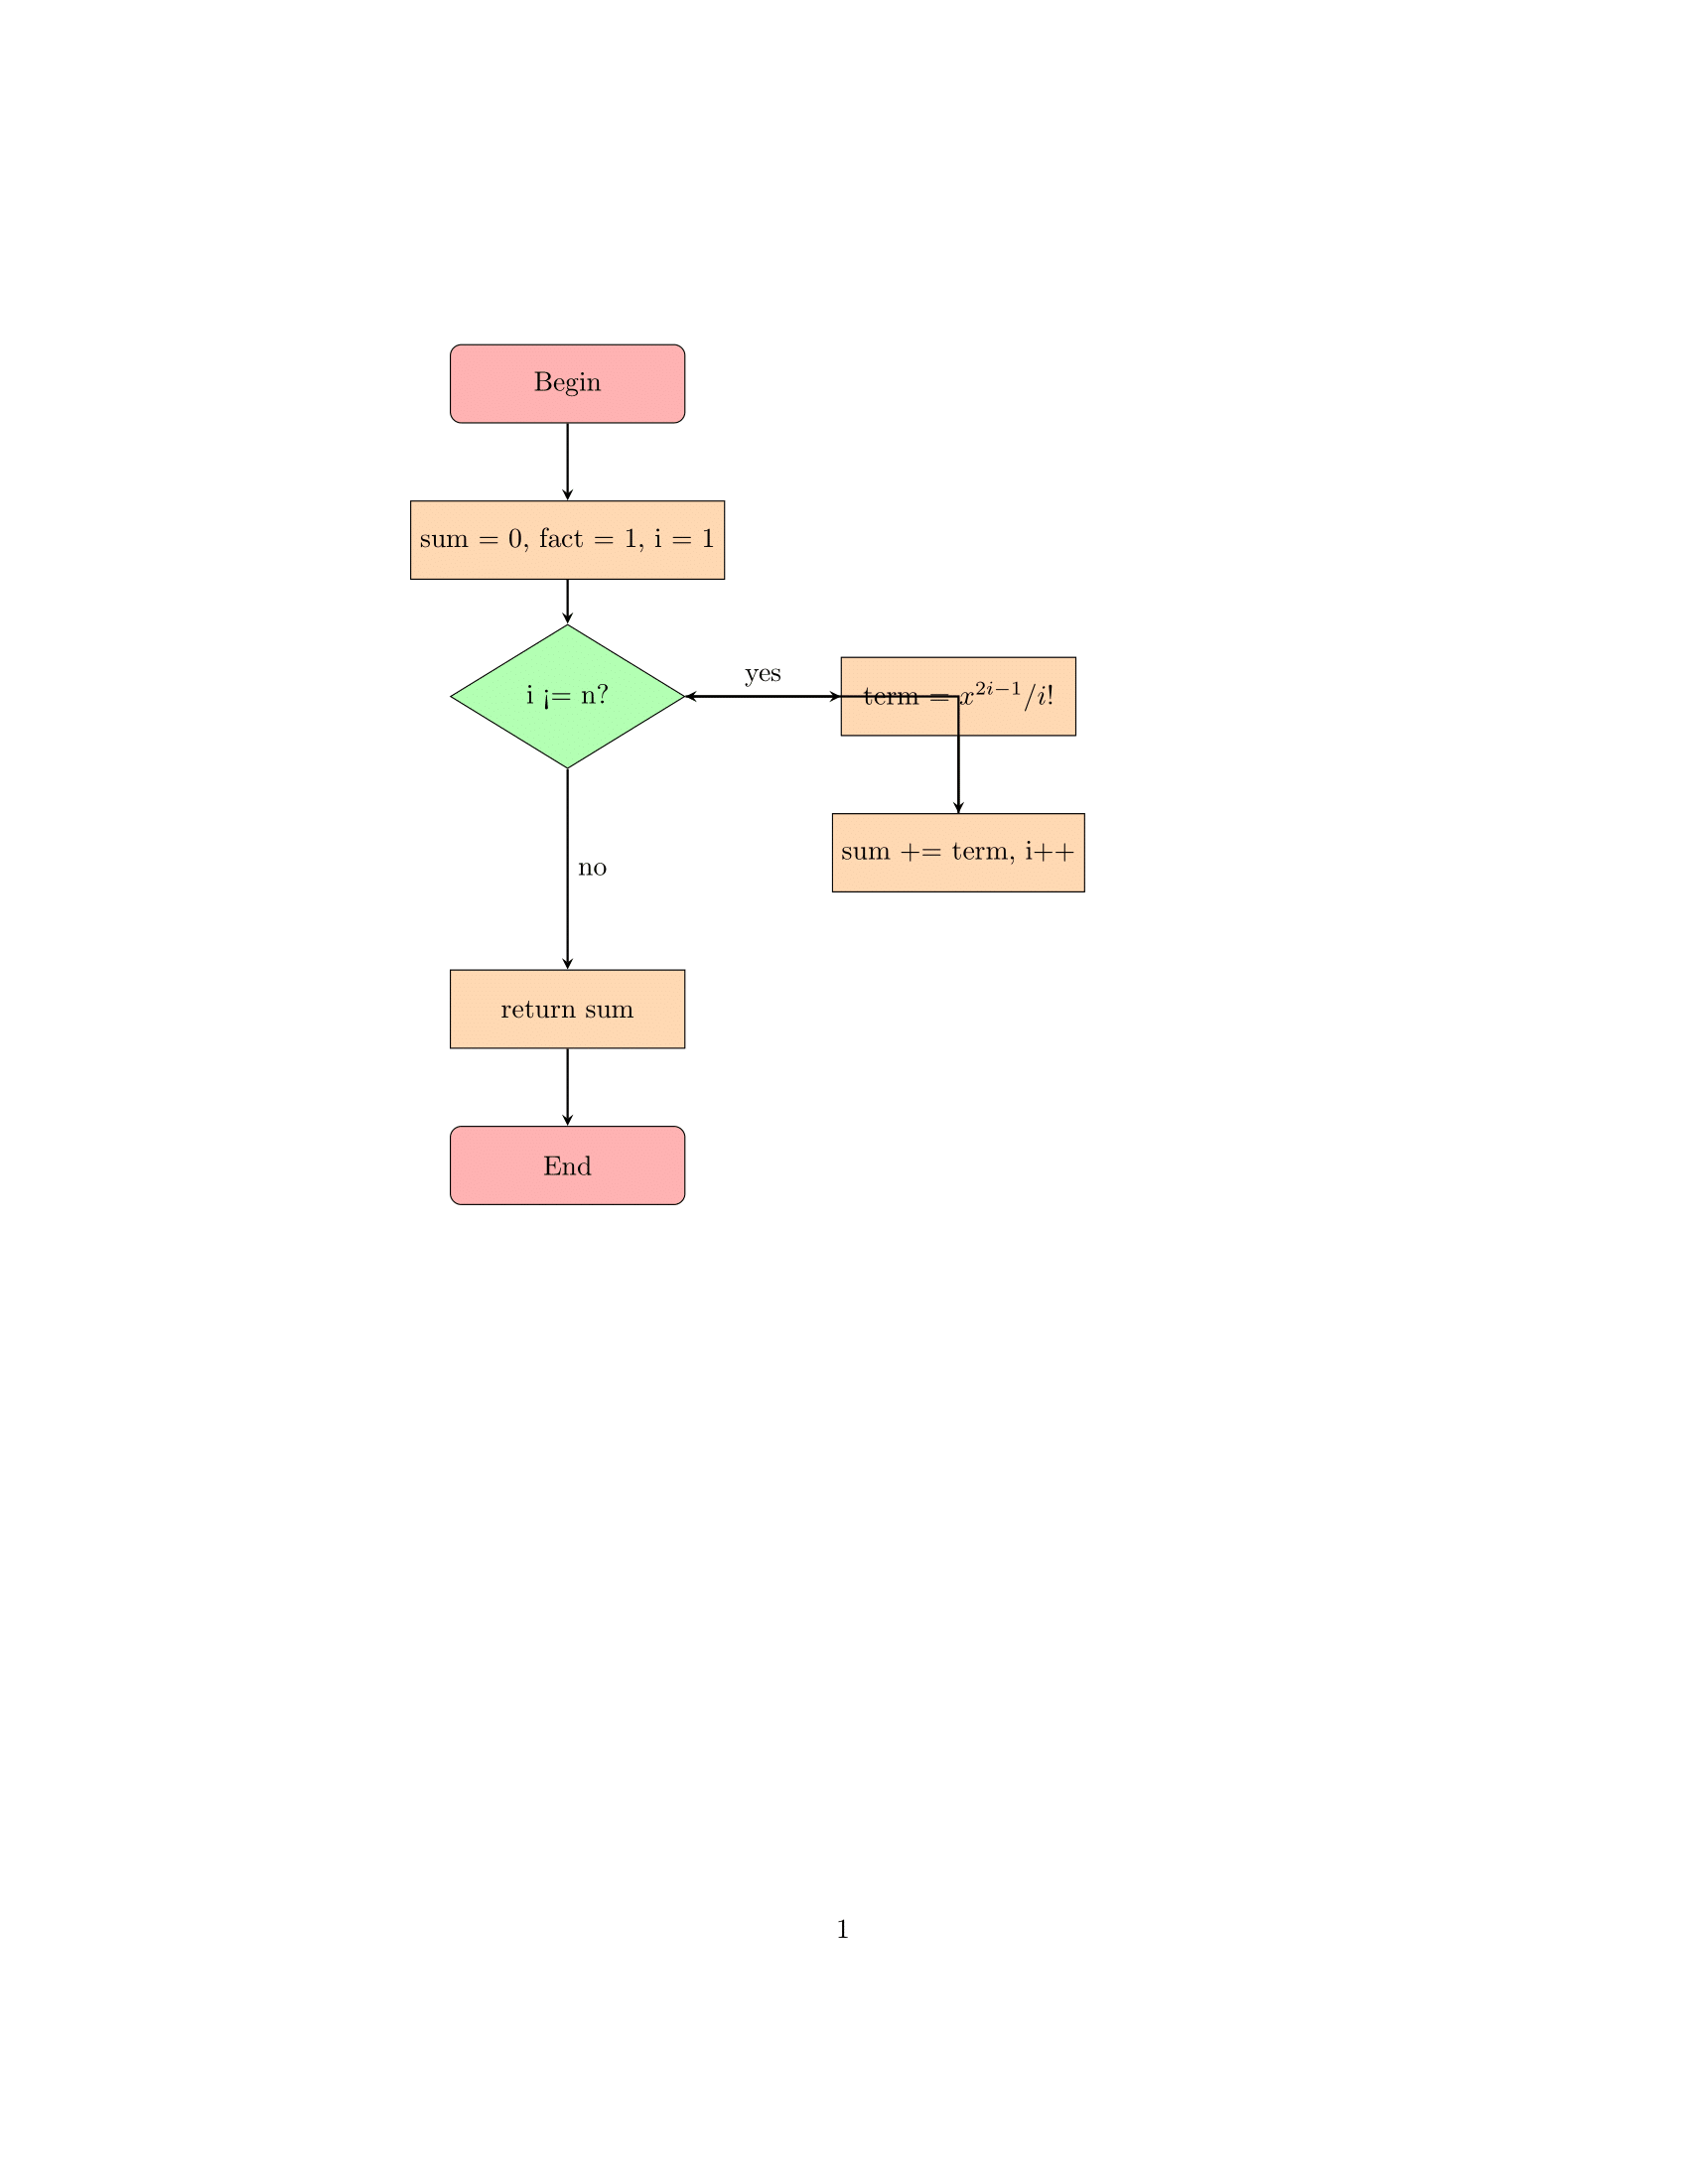 Begin
sum = 0, fact = 1, i = 1
i ¡= n?
yes
term = $x^{2i-1}/i!$
sum += term, i++
no
return sum
End
1